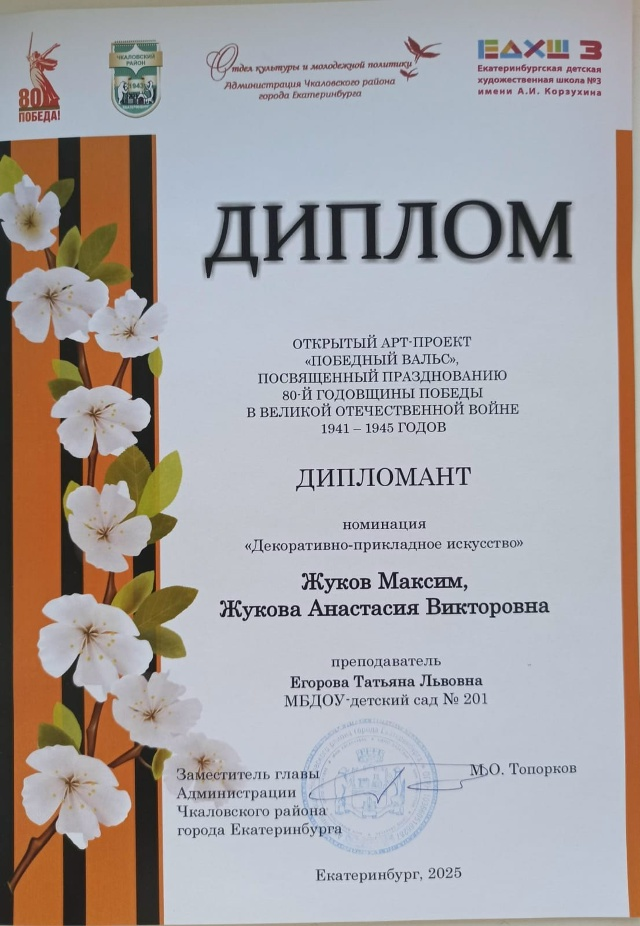 80
ПОБЕДА!
ЧКАЛОВСКИЙ
РАЙОН
1943
Отдел культуры и молодежной политики
Администрация Чкаловского района
города Екатеринбурга
ЕДХШ 3
Екатеринбургская детская
художественная школа №3
имени А.И. Корзухина
ДИПЛОМ
ОТКРЫТЫЙ АРТ-ПРОЕКТ
«ПОБЕДНЫЙ ВАЛЬС»,
ПОСВЯЩЕННЫЙ ПРАЗДНОВАНИЮ
80-Й ГОДОВЩИНЫ ПОБЕДЫ
В ВЕЛИКОЙ ОТЕЧЕСТВЕННОЙ ВОЙНЕ
1941 – 1945 ГОДОВ
ДИПЛОМАНТ
номинация
«Декоративно-прикладное искусство»
Жуков Максим,
Жукова Анастасия Викторовна
преподаватель
Егорова Татьяна Львовна
МБДОУ-детский сад № 201
Заместитель главы
Администрации
Чкаловского района
города Екатеринбурга
М.О. Топорков
Екатеринбург, 2025